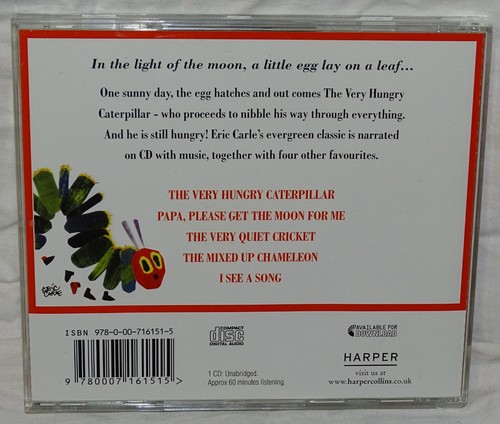 In the light of the moon, a little egg lay on a leaf...
One sunny day, the egg hatches and out comes The Very Hungry
Caterpillar – who proceeds to nibble his way through everything.
And he is still hungry! Eric Carle's evergreen classic is narrated
on CD with music, together with four other favourites.
THE VERY HUNGRY CATERPILLAR
PAPA, PLEASE GET THE MOON FOR ME
THE VERY QUIET CRICKET
THE MIXED UP CHAMELEON
I SEE A SONG
ERIC CARLE
ISBN 978-0-00-716151-5
9 780007 161515 >
COMPACT
disc
DIGITAL AUDIO
1 CD: Unabridged.
Approx 60 minutes listening.
AVAILABLE FOR
DOWNLOAD
HARPER
visit us at
www.harpercollins.co.uk